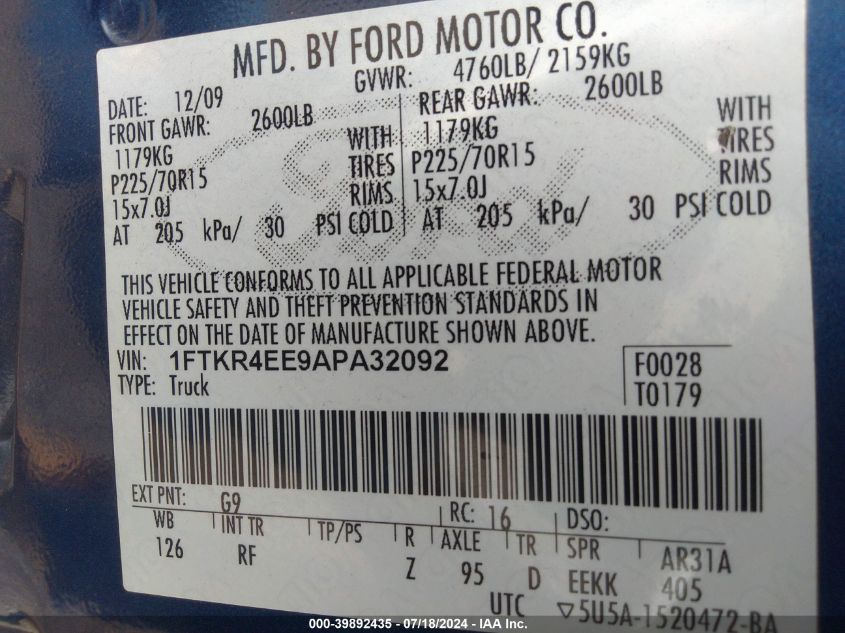 MFD. BY FORD MOTOR CO.
DATE: 12/09 GVWR: 4760LB/ 2159KG
FRONT GAWR: 2600LB REAR GAWR: 2600LB
1179KG WITH 1179KG WITH
P225/70R15 TIRES P225/70R15 TIRES
15x7.0J RIMS 15x7.0J RIMS
AT 205 kPa/ 30 PSI COLD AT 205 kPa/ 30 PSI COLD
THIS VEHICLE CONFORMS TO ALL APPLICABLE FEDERAL MOTOR
VEHICLE SAFETY AND THEFT PREVENTION STANDARDS IN
EFFECT ON THE DATE OF MANUFACTURE SHOWN ABOVE.
VIN: 1FTKR4EE9APA32092 F0028
TYPE: Truck T0179
EXT PNT: G9 RC: 16 DSO:
WB INT TR TP/PS R AXLE TR SPR AR31A
126 RF Z 95 D EEKK 405
UTC ▽5U5A-1520472-BA
000-39892435 - 07/18/2024 - IAA Inc.